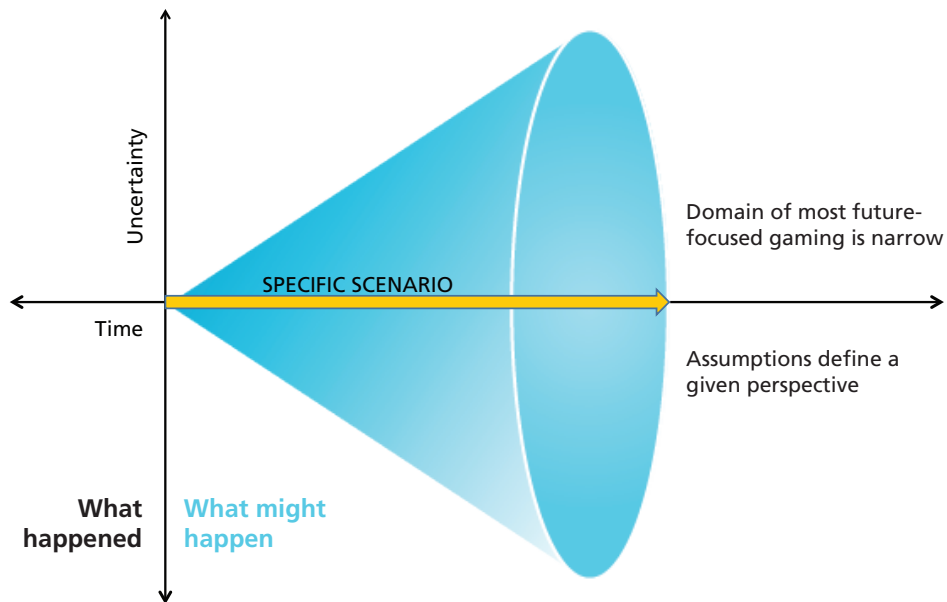 Uncertainty
Domain of most future-
focused gaming is narrow
SPECIFIC SCENARIO
Time
Assumptions define a
given perspective
What
happened
What might
happen